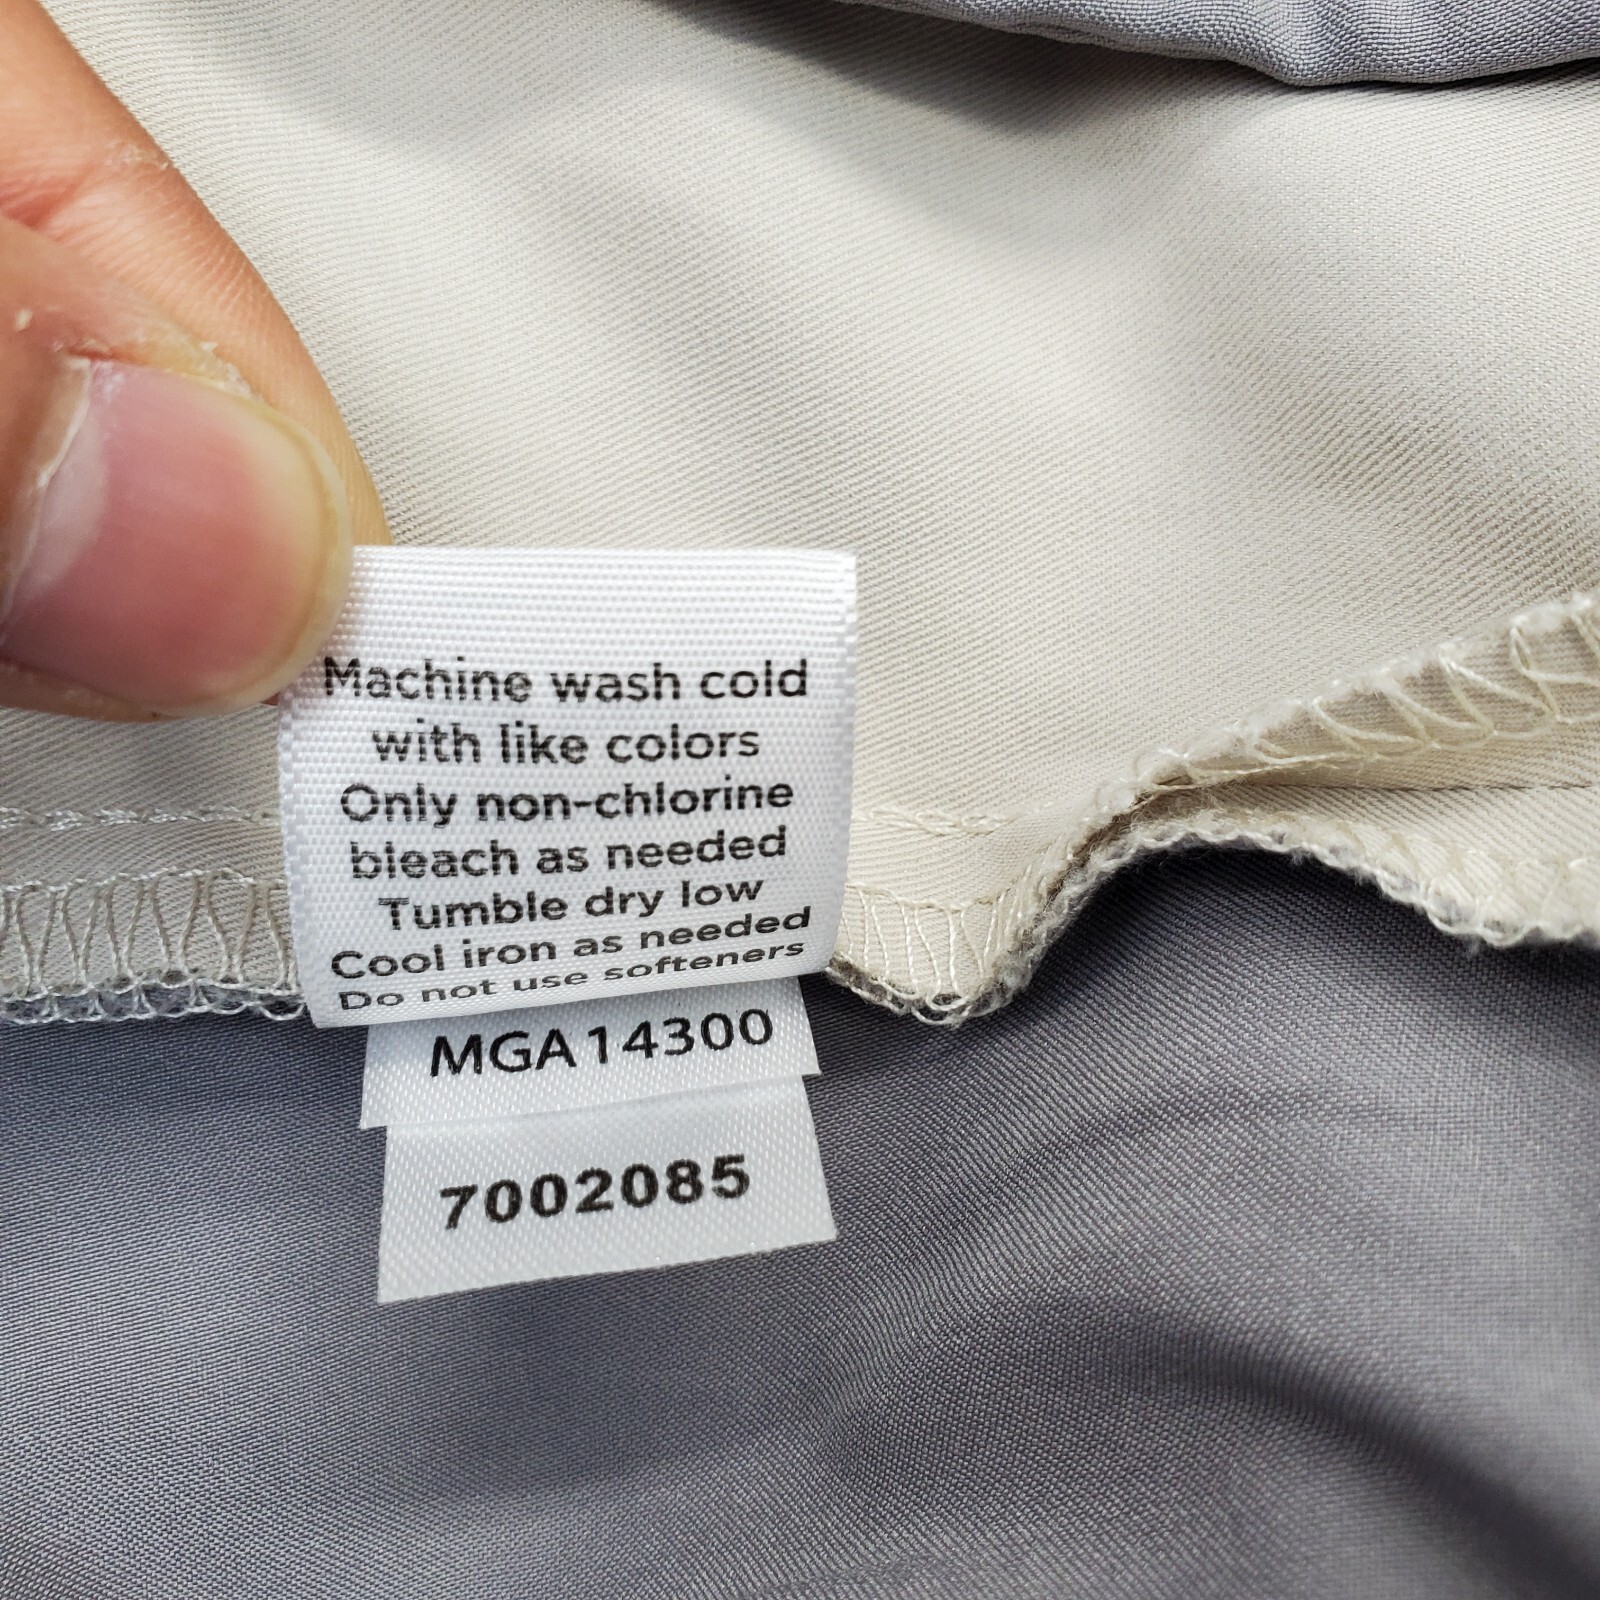 Machine wash cold
with like colors
Only non-chlorine
bleach as needed
Tumble dry low
Cool iron as needed
Do not use softeners
MGA14300
7002085